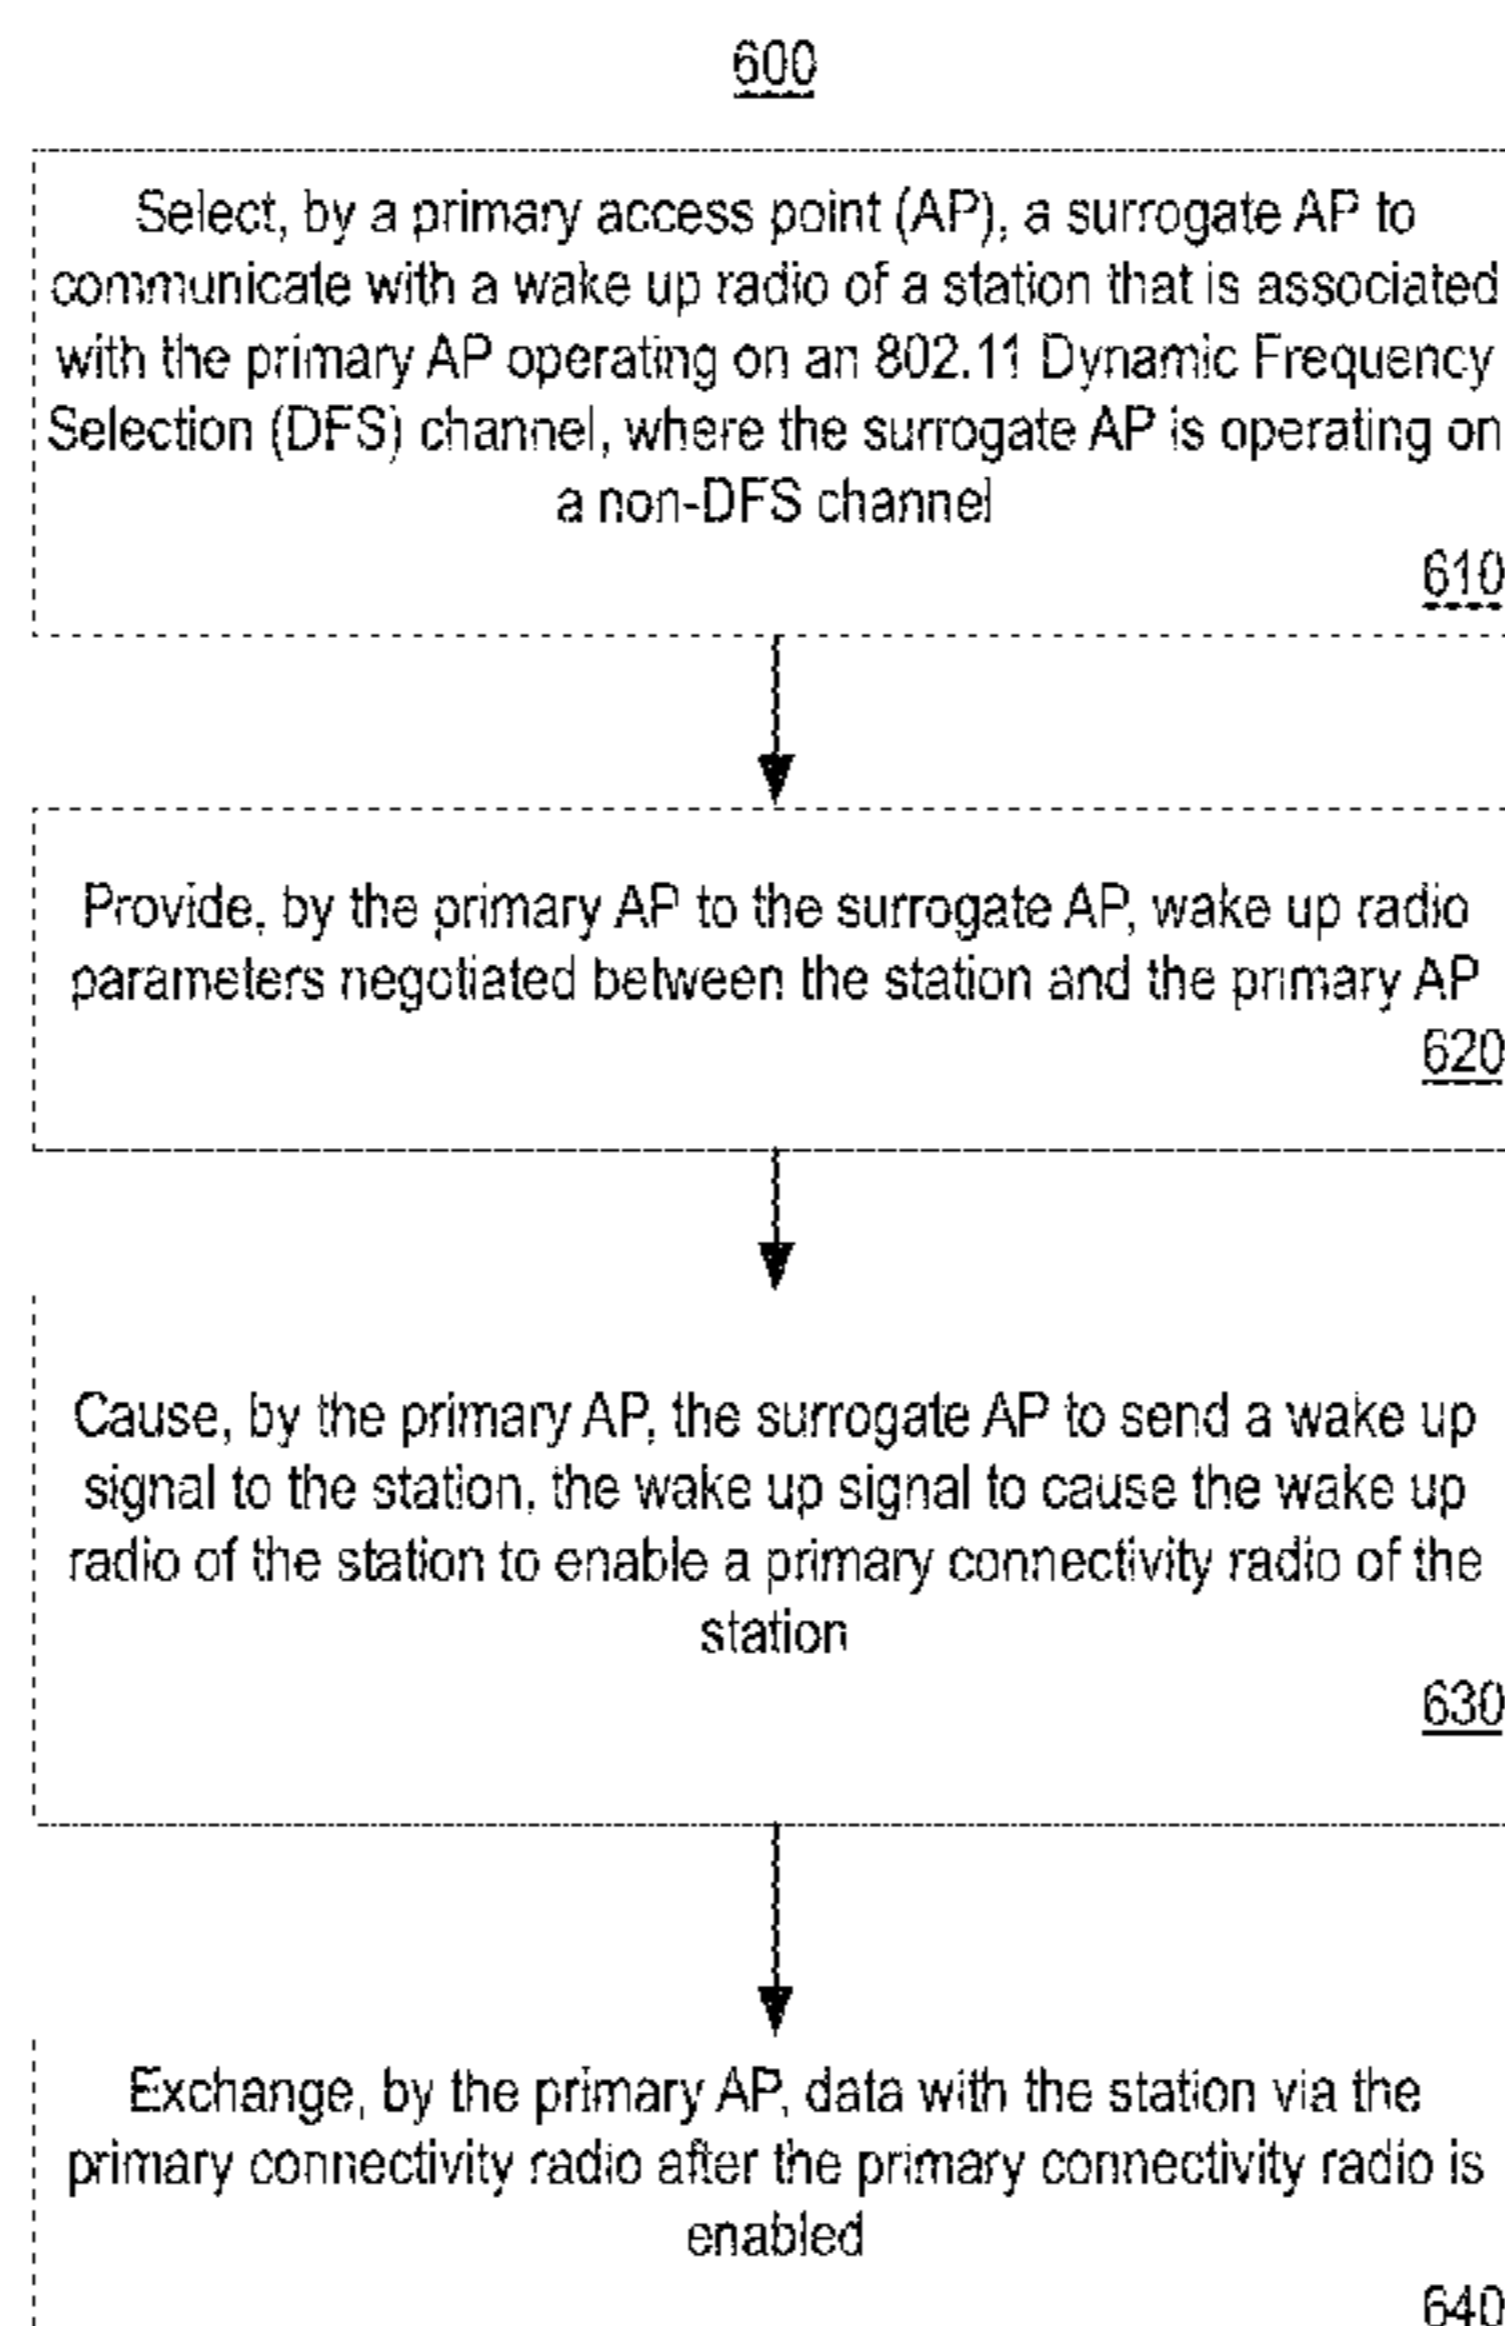 600
Select, by a primary access point (AP), a surrogate AP to
communicate with a wake up radio of a station that is associated
with the primary AP operating on an 802.11 Dynamic Frequency
Selection (DFS) channel, where the surrogate AP is operating on
a non-DFS channel
610
Provide, by the primary AP to the surrogate AP, wake up radio
parameters negotiated between the station and the primary AP
620
Cause, by the primary AP, the surrogate AP to send a wake up
signal to the station, the wake up signal to cause the wake up
radio of the station to enable a primary connectivity radio of the
station
630
Exchange, by the primary AP, data with the station via the
primary connectivity radio after the primary connectivity radio is
enabled
640